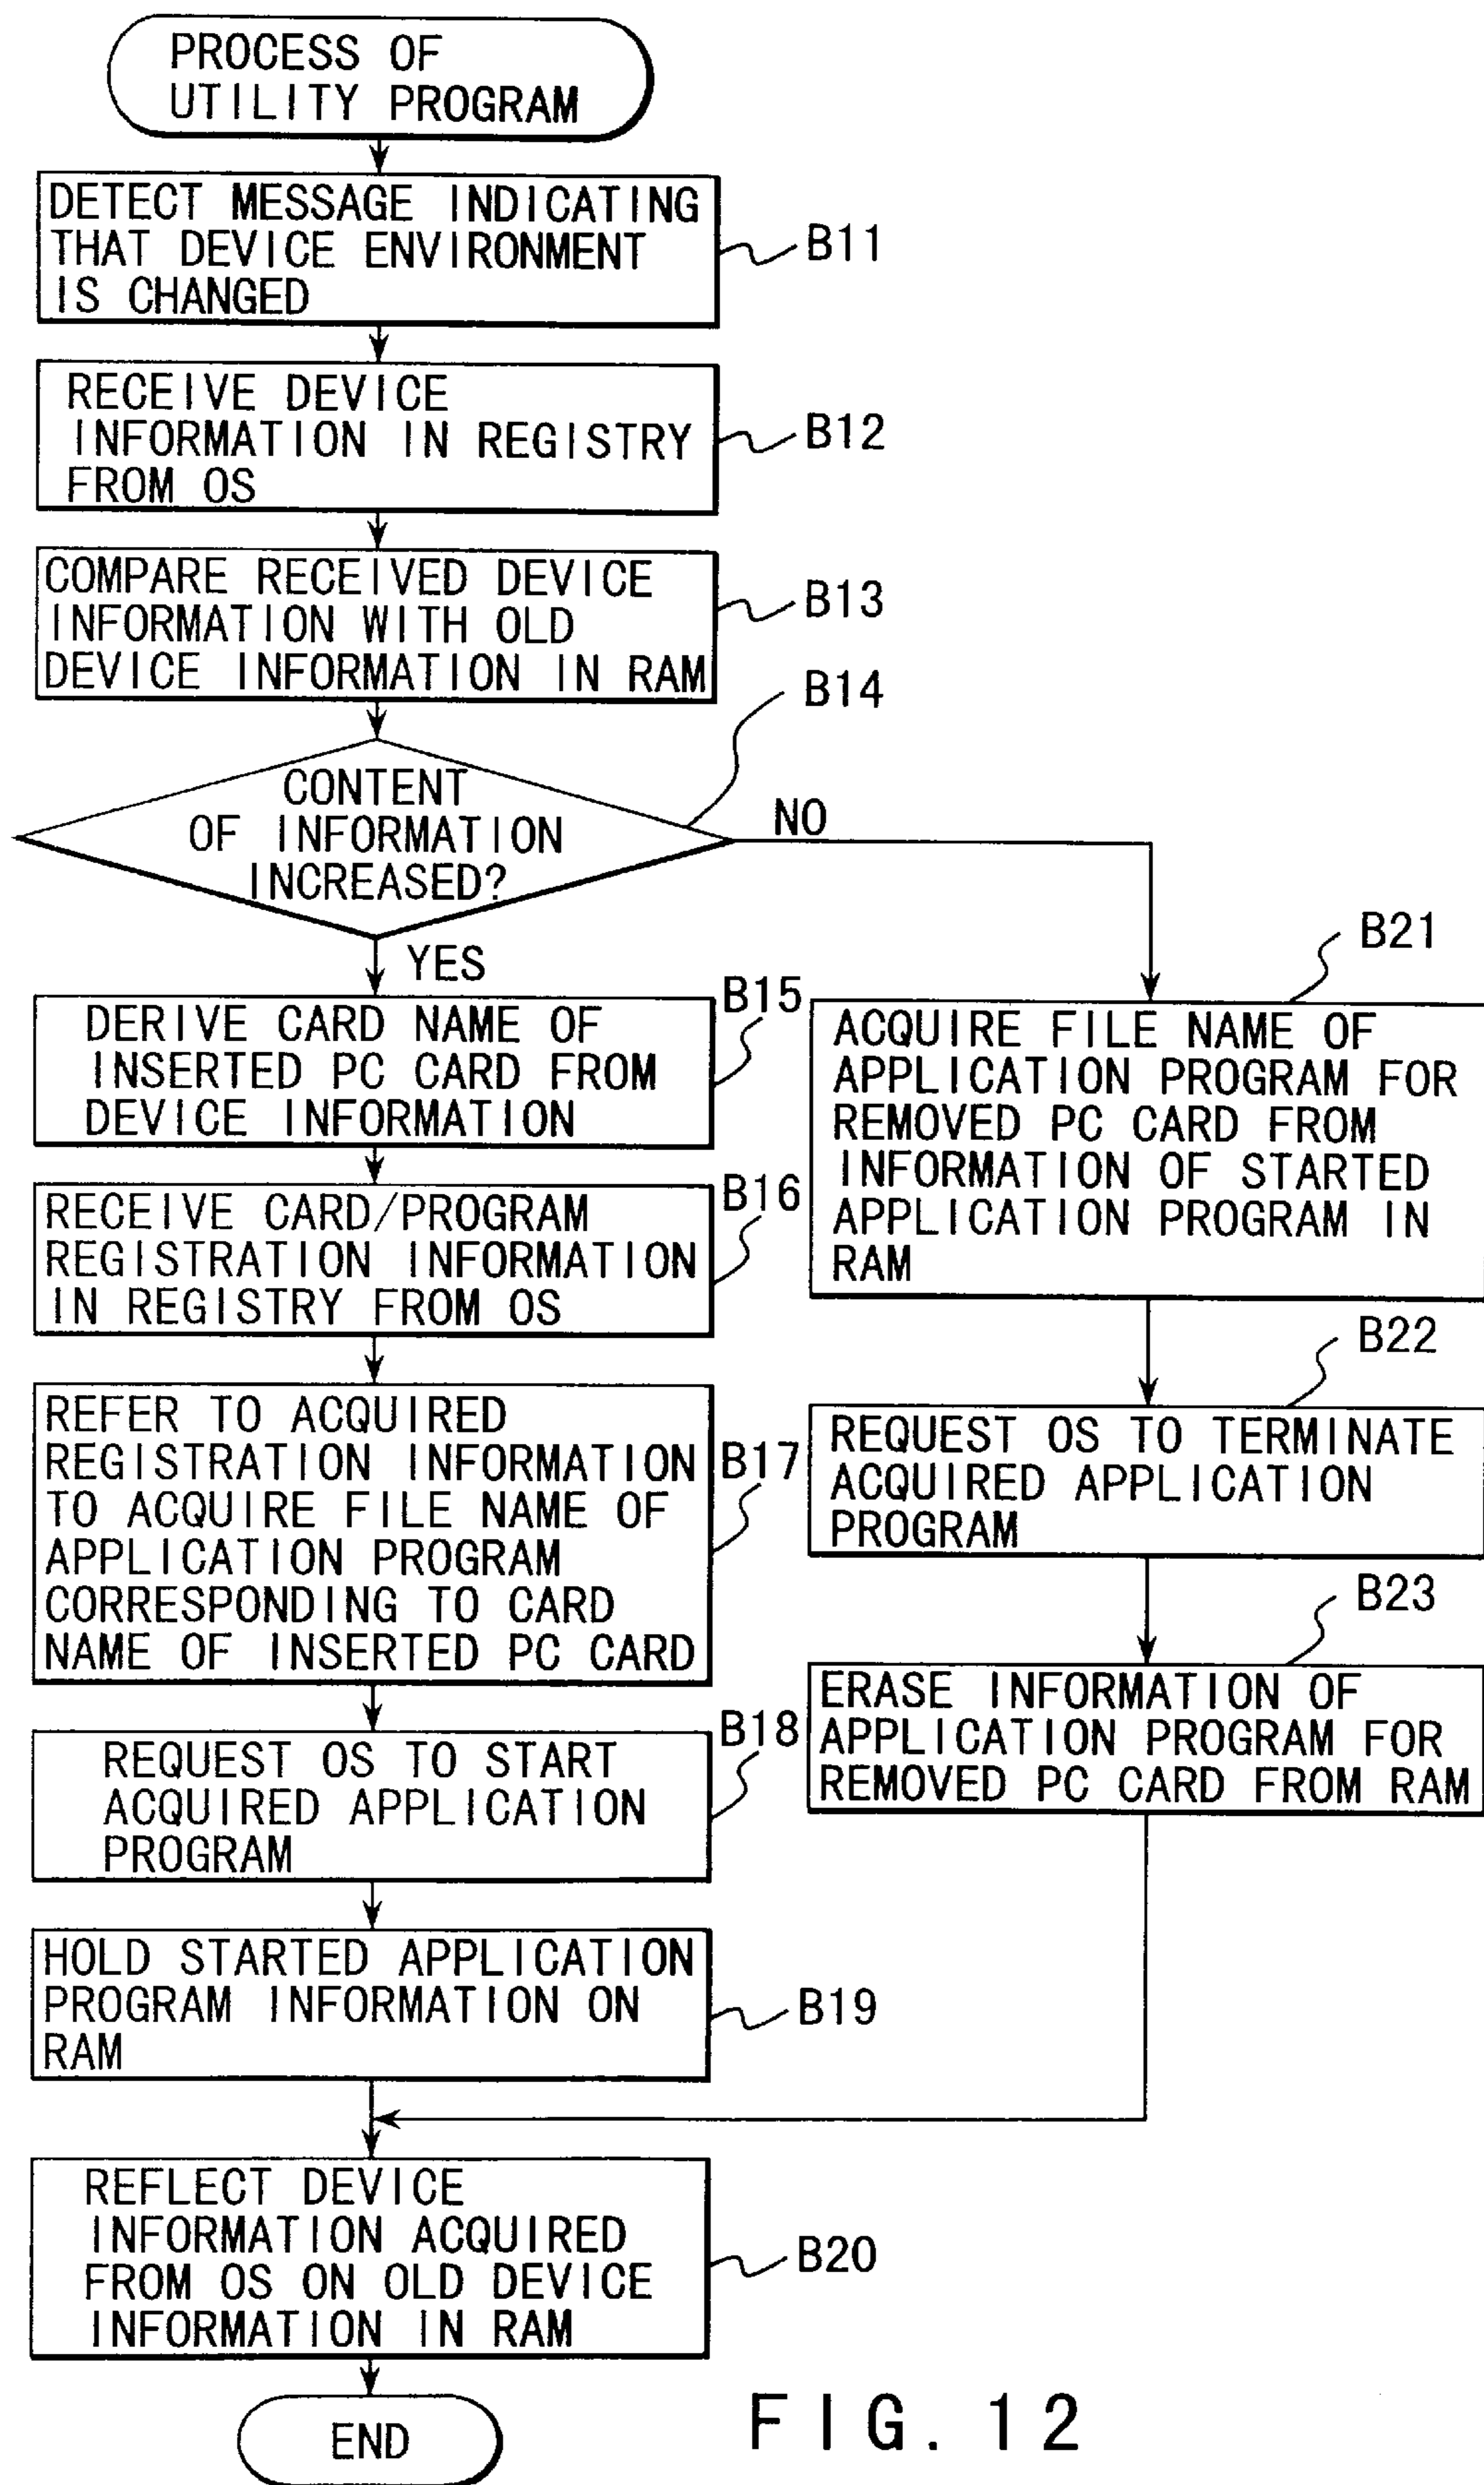 PROCESS OF
UTILITY PROGRAM
DETECT MESSAGE INDICATING
THAT DEVICE ENVIRONMENT
IS CHANGED
B11
RECEIVE DEVICE
INFORMATION IN REGISTRY
FROM OS
B12
COMPARE RECEIVED DEVICE
INFORMATION WITH OLD
DEVICE INFORMATION IN RAM
B13
B14
CONTENT
OF INFORMATION
INCREASED?
NO
YES
DERIVE CARD NAME OF
INSERTED PC CARD FROM
DEVICE INFORMATION
B15
RECEIVE CARD/PROGRAM
REGISTRATION INFORMATION
IN REGISTRY FROM OS
B16
REFER TO ACQUIRED
REGISTRATION INFORMATION
TO ACQUIRE FILE NAME OF
APPLICATION PROGRAM
CORRESPONDING TO CARD
NAME OF INSERTED PC CARD
B17
REQUEST OS TO START
ACQUIRED APPLICATION
PROGRAM
B18
HOLD STARTED APPLICATION
PROGRAM INFORMATION ON
RAM
B19
B21
ACQUIRE FILE NAME OF
APPLICATION PROGRAM FOR
REMOVED PC CARD FROM
INFORMATION OF STARTED
APPLICATION PROGRAM IN
RAM
B22
REQUEST OS TO TERMINATE
ACQUIRED APPLICATION
PROGRAM
B23
ERASE INFORMATION OF
APPLICATION PROGRAM FOR
REMOVED PC CARD FROM RAM
REFLECT DEVICE
INFORMATION ACQUIRED
FROM OS ON OLD DEVICE
INFORMATION IN RAM
B20
END
FIG. 12